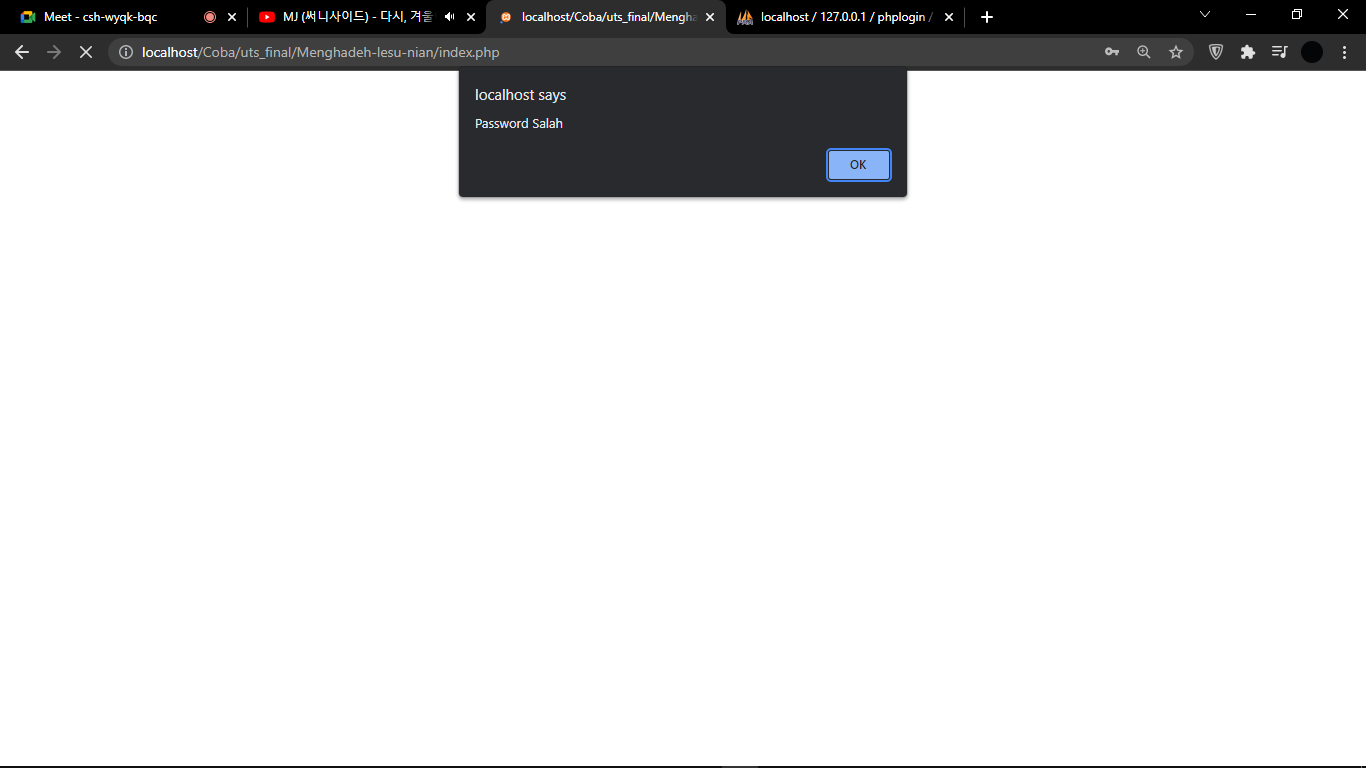 Meet - csh-wyqk-bqc
MJ (써니사이드) - 다시, 겨울
localhost/Coba/uts_final/Mengha
localhost / 127.0.0.1 / phplogin /
localhost/Coba/uts_final/Menghadeh-lesu-nian/index.php
localhost says
Password Salah
OK